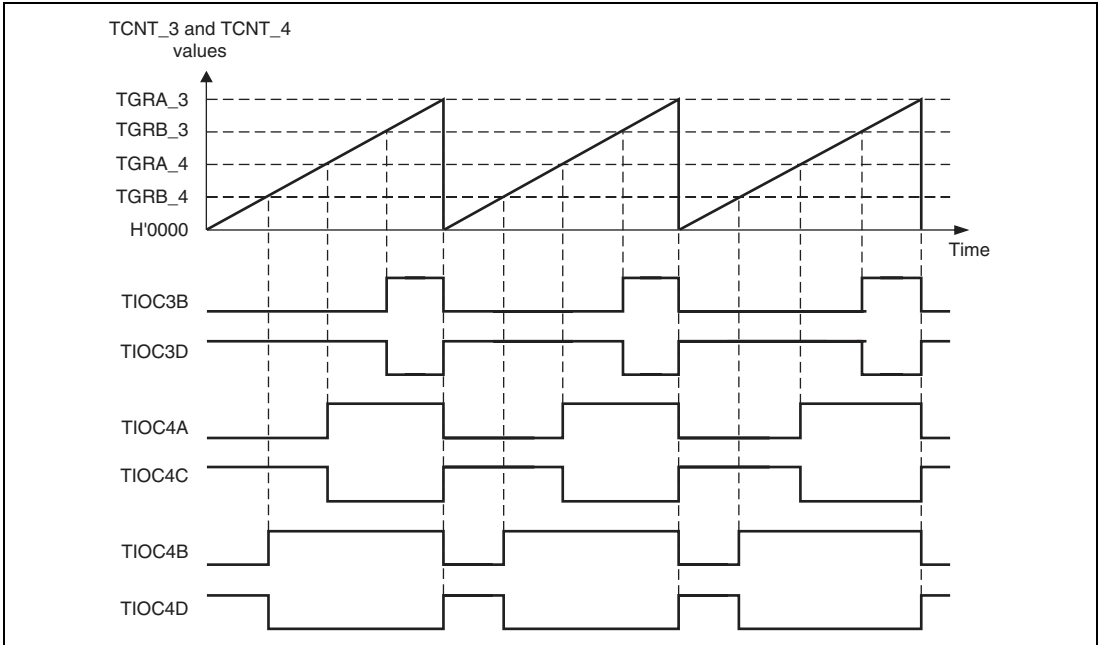 TCNT_3 and TCNT_4
values
TGRA_3
TGRB_3
TGRA_4
TGRB_4
H'0000
Time
TIOC3B
TIOC3D
TIOC4A
TIOC4C
TIOC4B
TIOC4D